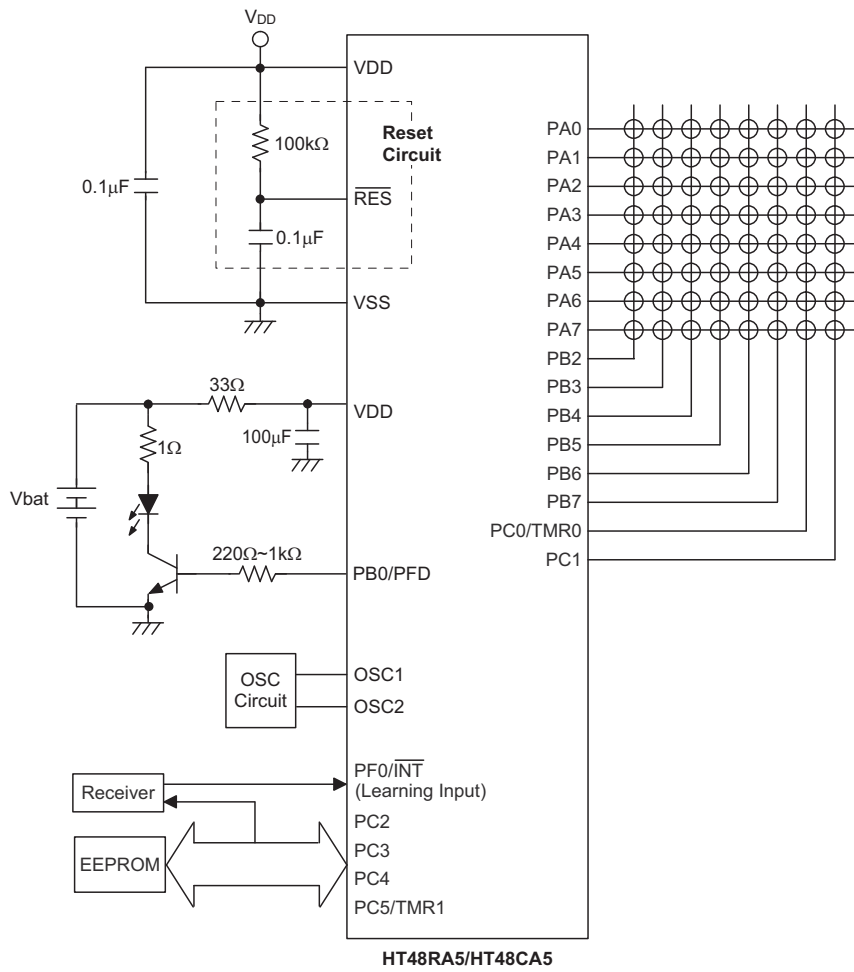 VDD
VDD
Reset
Circuit
100kΩ
0.1μF
RES
0.1μF
VSS
33Ω
VDD
100μF
1Ω
Vbat
220Ω~1kΩ
PB0/PFD
OSC
Circuit
OSC1
OSC2
Receiver
PF0/INT
(Learning Input)
EEPROM
PC2
PC3
PC4
PC5/TMR1
PA0
PA1
PA2
PA3
PA4
PA5
PA6
PA7
PB2
PB3
PB4
PB5
PB6
PB7
PC0/TMR0
PC1
HT48RA5/HT48CA5